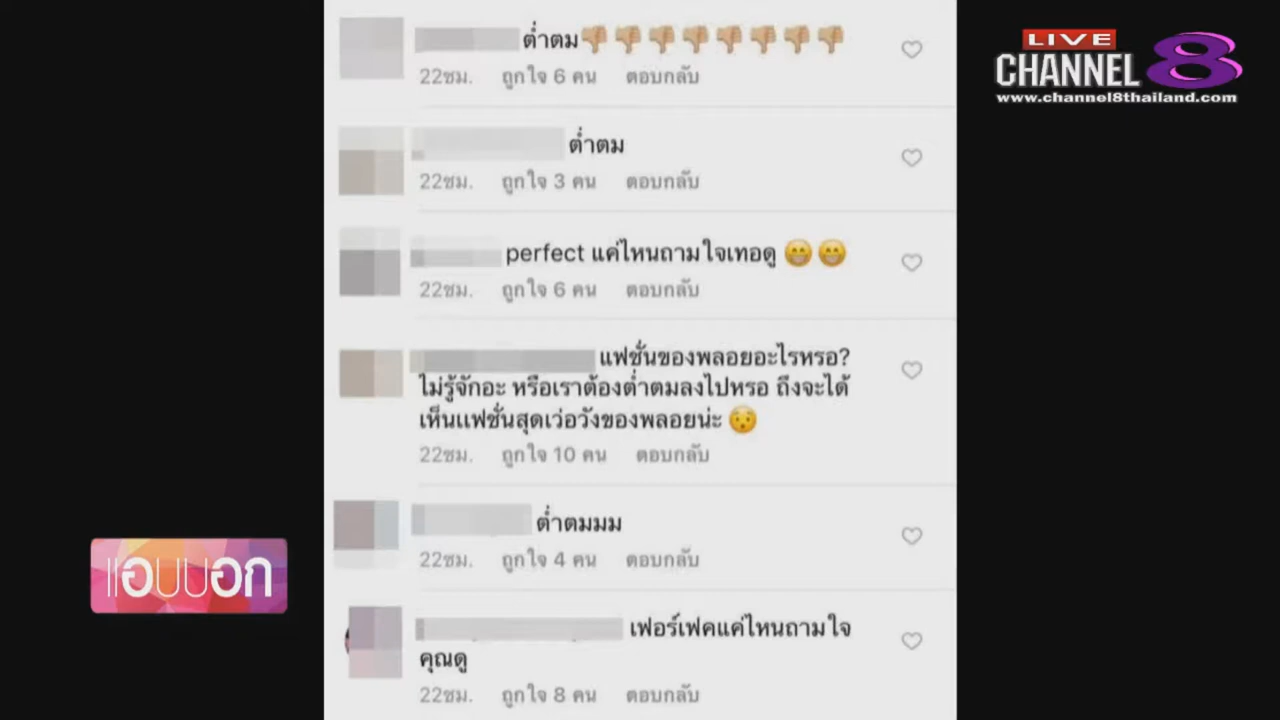 LIVE
CHANNEL 8
www.channel8thailand.com
ต่ำตม👎🏼👎🏼👎🏼👎🏼👎🏼👎🏼👎🏼👎🏼
22ชม. ถูกใจ 6 คน ตอบกลับ
ต่ำตม
22ชม. ถูกใจ 3 คน ตอบกลับ
perfect แค่ไหนถามใจเทอดู 😁😁
22ชม. ถูกใจ 6 คน ตอบกลับ
แฟชั่นของพลอยอะไรหรอ?
ไม่รู้จักอะ หรือเราต้องต่ำตมลงไปหรอ ถึงจะได้
เห็นแฟชั่นสุดเว่อวังของพลอยน่ะ 😯
22ชม. ถูกใจ 10 คน ตอบกลับ
ต่ำตมมม
22ชม. ถูกใจ 4 คน ตอบกลับ
เฟอร์เฟคแค่ไหนถามใจ
คุณดู
22ชม. ถูกใจ 8 คน ตอบกลับ
แอบบอก